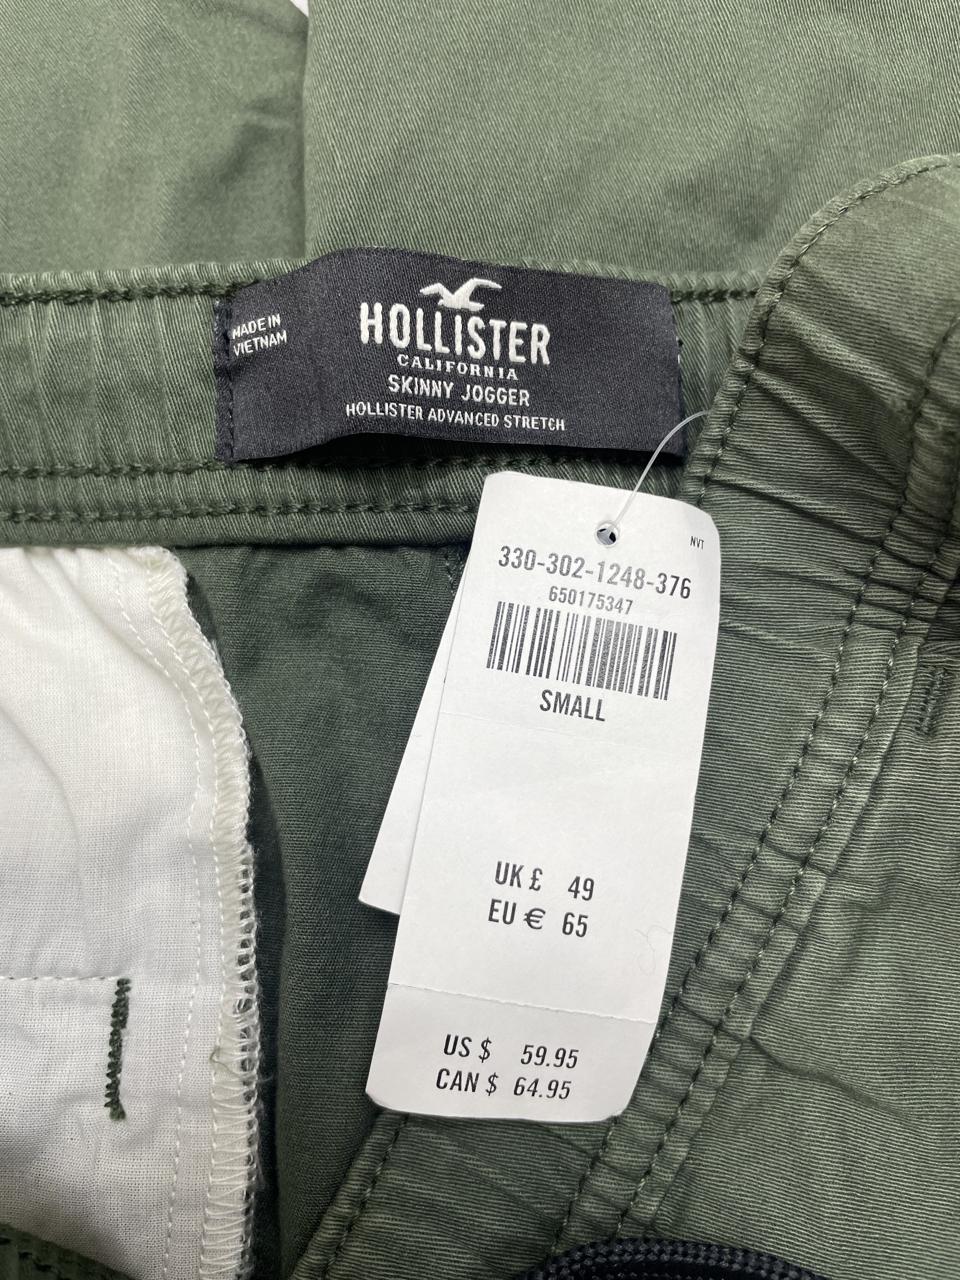 MADE IN
VIETNAM
HOLLISTER
CALIFORNIA
SKINNY JOGGER
HOLLISTER ADVANCED STRETCH
NVT
330-302-1248-376
650175347
SMALL
UK £ 49
EU € 65
US $ 59.95
CAN $ 64.95